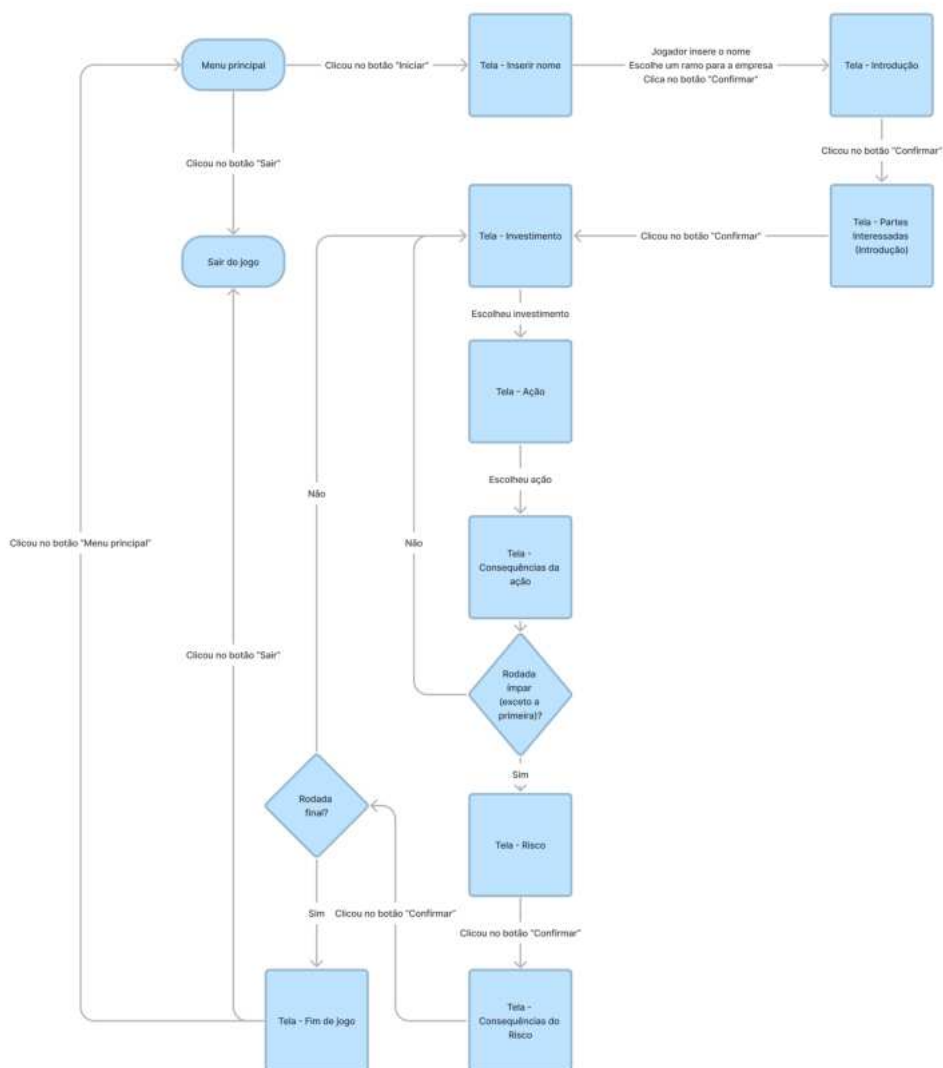 Menu principal
Clicou no botão "Iniciar"
Tela - Inserir nome
Jogador insere o nome
Escolhe um ramo para a empresa
Clica no botão "Confirmar"
Tela - Introdução
Clicou no botão "Sair"
Clicou no botão "Confirmar"
Sair do jogo
Tela - Investimento
Clicou no botão "Confirmar"
Tela - Partes
Interessadas
(Introdução)
Escolheu investimento
Tela - Ação
Escolheu ação
Não
Clicou no botão "Menu principal"
Não
Tela -
Consequências da
ação
Clicou no botão "Sair"
Rodada
ímpar
(exceto a
primeira)?
Sim
Rodada
final?
Tela - Risco
Sim
Clicou no botão "Confirmar"
Clicou no botão "Confirmar"
Tela - Fim de jogo
Tela -
Consequências do
Risco